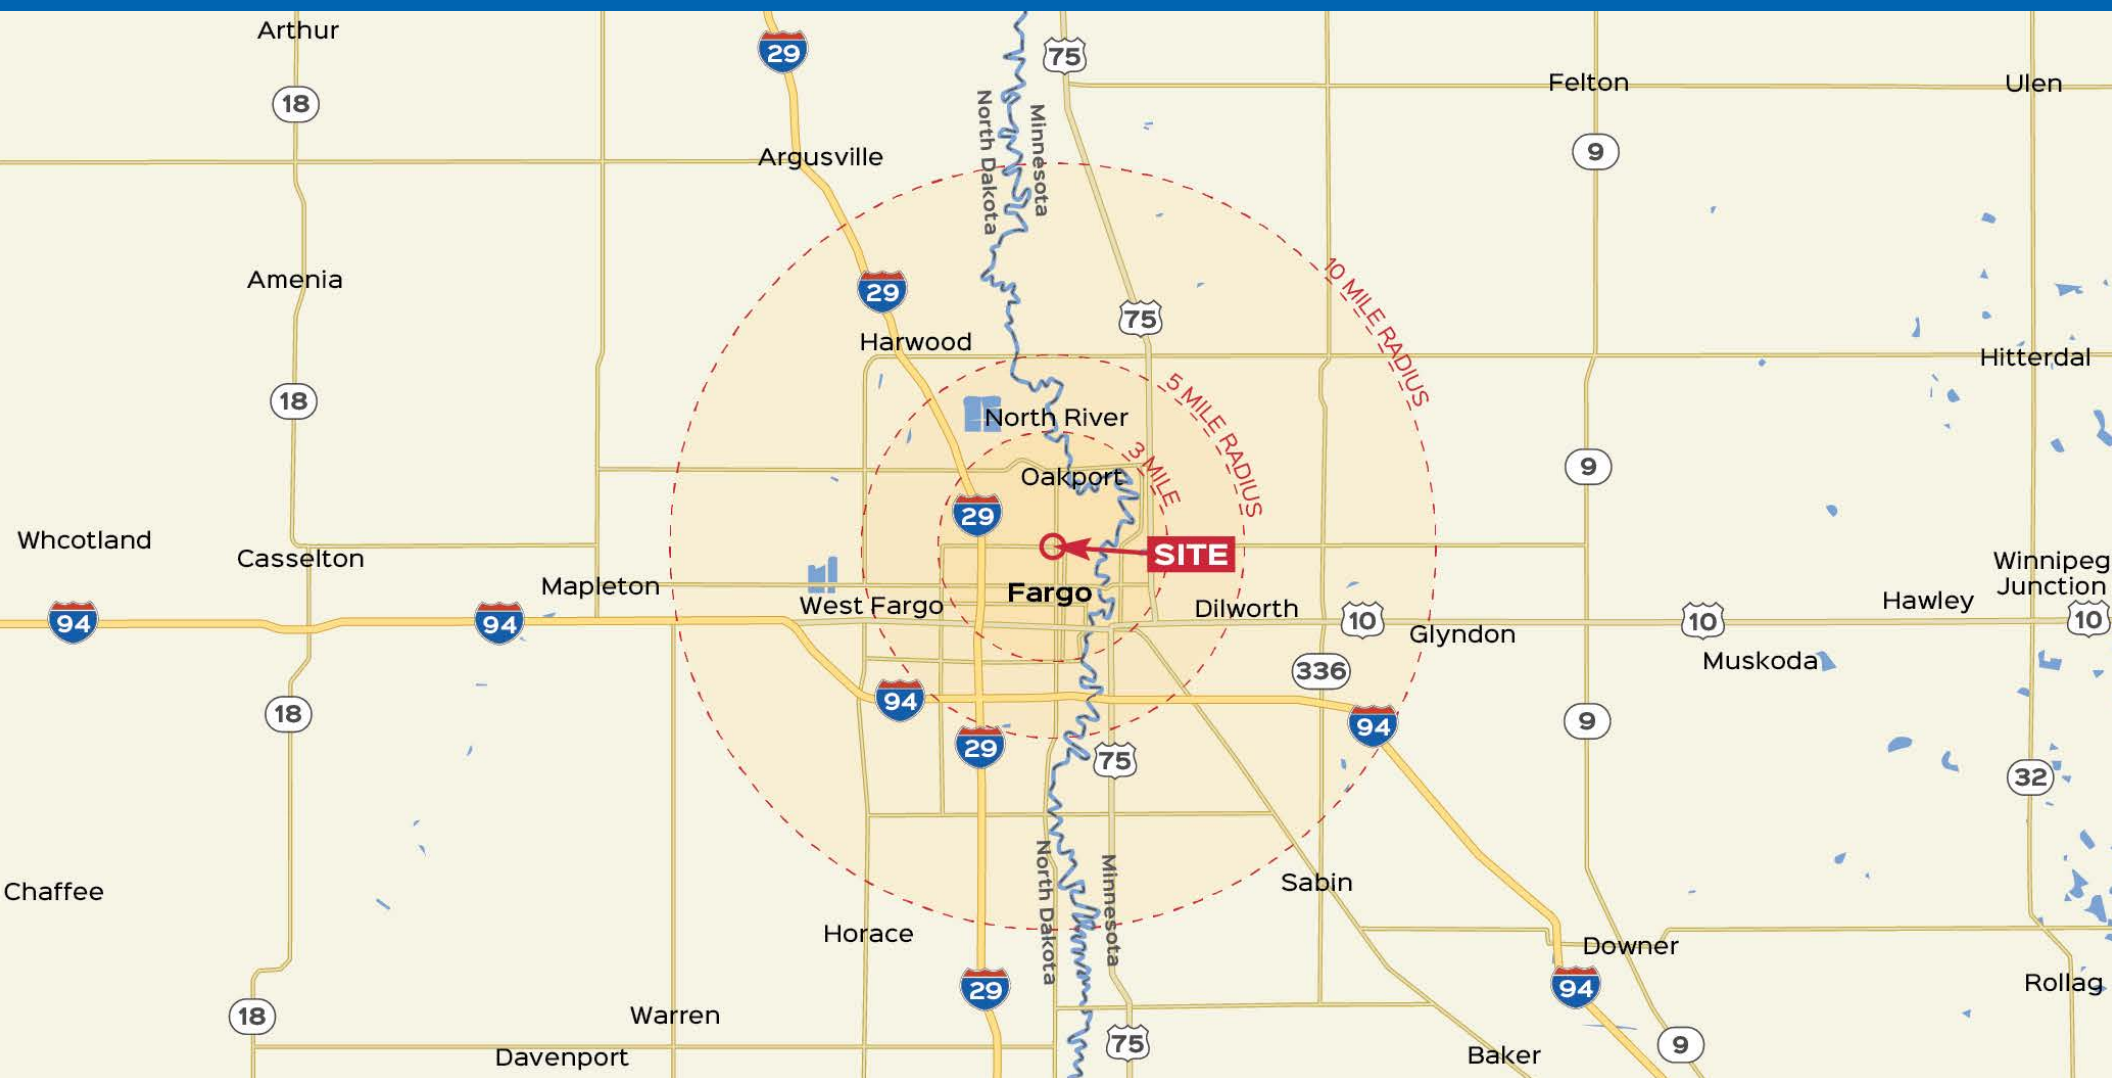 Arthur
29
75
Felton
Ulen
18
North Dakota
Minnesota
9
Argusville
Amenia
29
75
10 MILE RADIUS
Harwood
Hitterdal
18
5 MILE RADIUS
North River
3 MILE
9
Oakport
29
Whcotland
Casselton
SITE
Winnipeg
Junction
Mapleton
Fargo
West Fargo
Dilworth
Hawley
94
94
10
10
10
Glyndon
Muskoda
336
18
94
94
9
29
75
32
North Dakota
Minnesota
Sabin
Chaffee
Horace
Downer
29
94
Rollag
18
Warren
75
9
Davenport
Baker